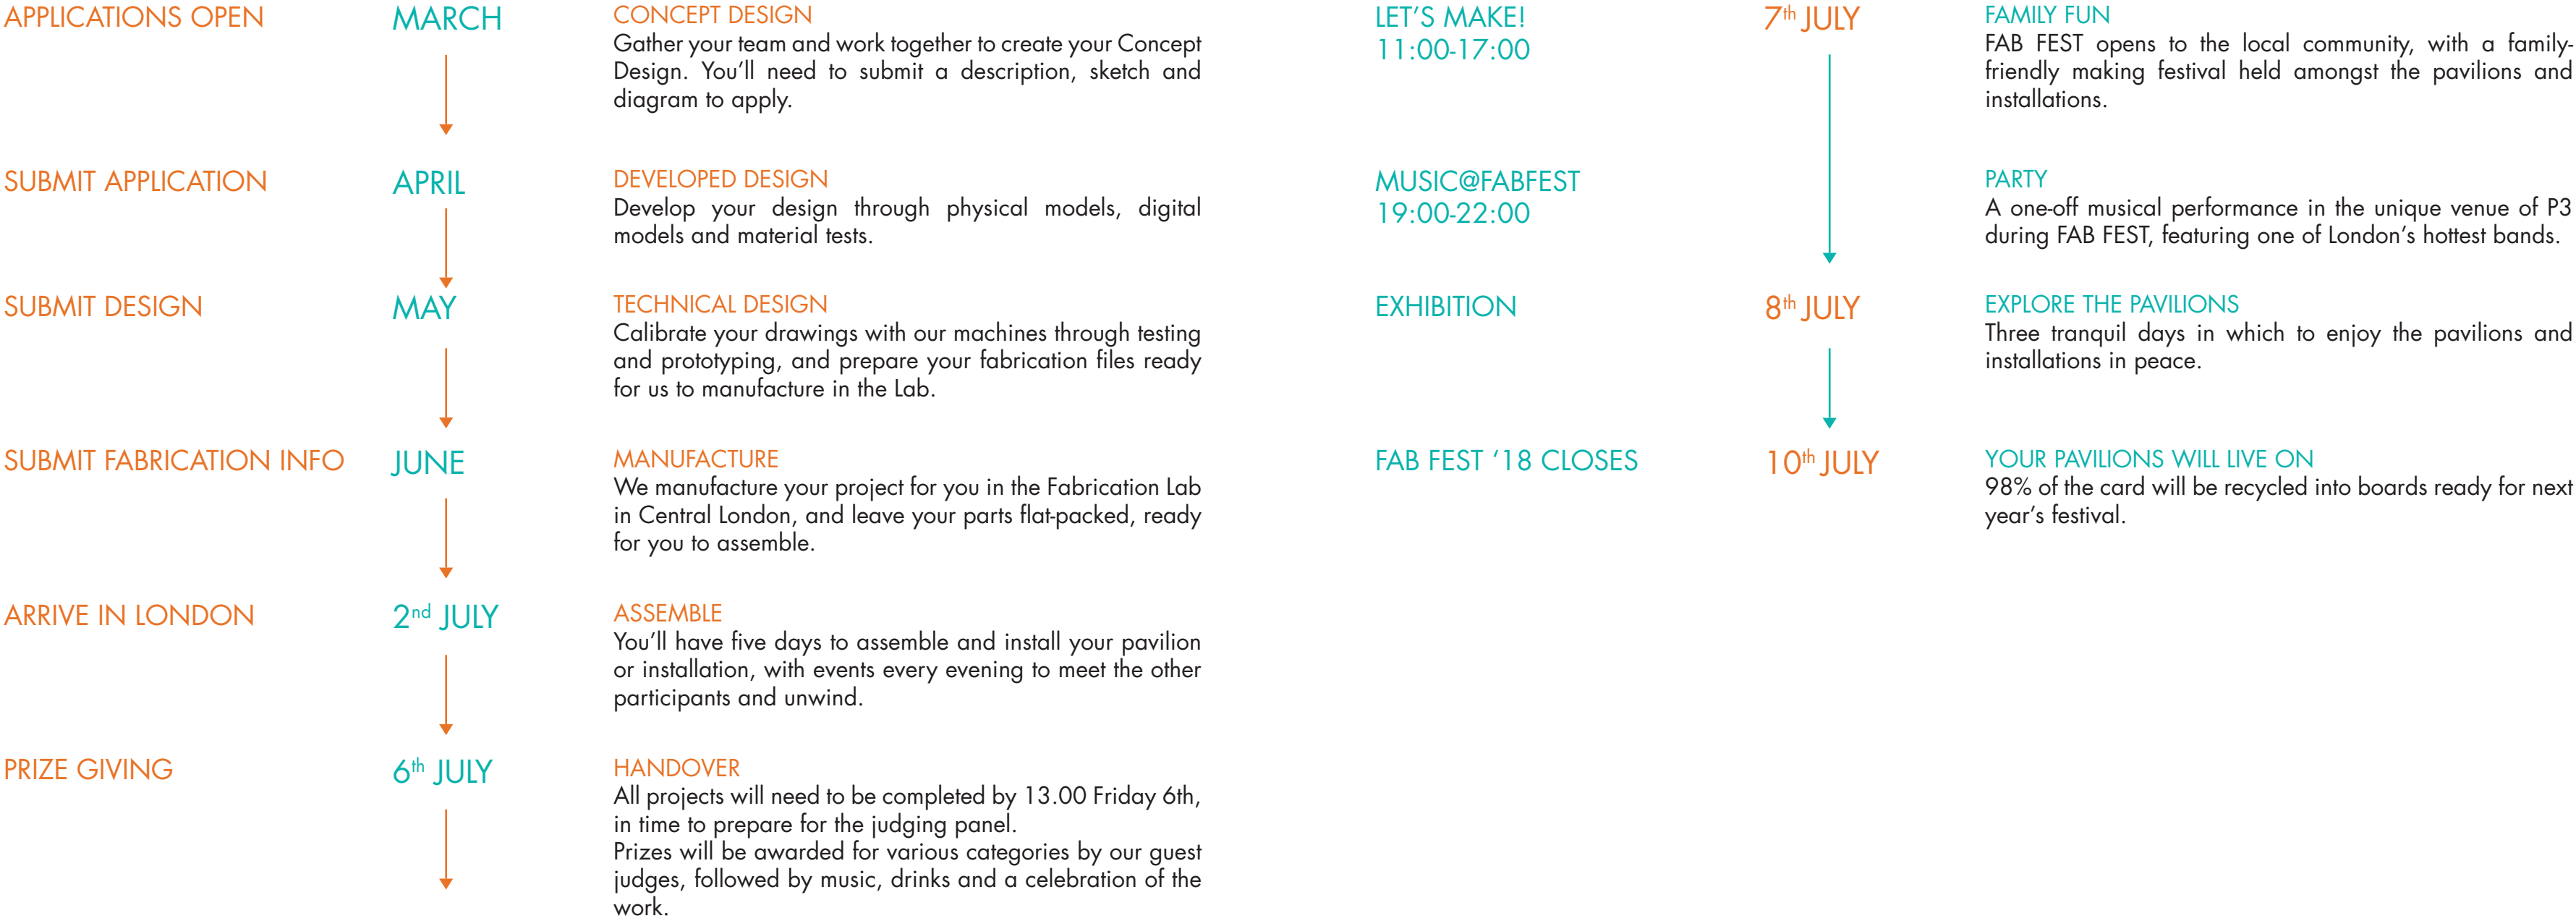 APPLICATIONS OPEN
MARCH
CONCEPT DESIGN
Gather your team and work together to create your Concept
Design. You’ll need to submit a description, sketch and
diagram to apply.
SUBMIT APPLICATION
APRIL
DEVELOPED DESIGN
Develop your design through physical models, digital
models and material tests.
SUBMIT DESIGN
MAY
TECHNICAL DESIGN
Calibrate your drawings with our machines through testing
and prototyping, and prepare your fabrication files ready
for us to manufacture in the Lab.
SUBMIT FABRICATION INFO
JUNE
MANUFACTURE
We manufacture your project for you in the Fabrication Lab
in Central London, and leave your parts flat-packed, ready
for you to assemble.
ARRIVE IN LONDON
2nd JULY
ASSEMBLE
You’ll have five days to assemble and install your pavilion
or installation, with events every evening to meet the other
participants and unwind.
PRIZE GIVING
6th JULY
HANDOVER
All projects will need to be completed by 13.00 Friday 6th,
in time to prepare for the judging panel.
Prizes will be awarded for various categories by our guest
judges, followed by music, drinks and a celebration of the
work.
LET’S MAKE!
11:00-17:00
7th JULY
FAMILY FUN
FAB FEST opens to the local community, with a family-
friendly making festival held amongst the pavilions and
installations.
MUSIC@FABFEST
19:00-22:00
PARTY
A one-off musical performance in the unique venue of P3
during FAB FEST, featuring one of London’s hottest bands.
EXHIBITION
8th JULY
EXPLORE THE PAVILIONS
Three tranquil days in which to enjoy the pavilions and
installations in peace.
FAB FEST ‘18 CLOSES
10th JULY
YOUR PAVILIONS WILL LIVE ON
98% of the card will be recycled into boards ready for next
year’s festival.